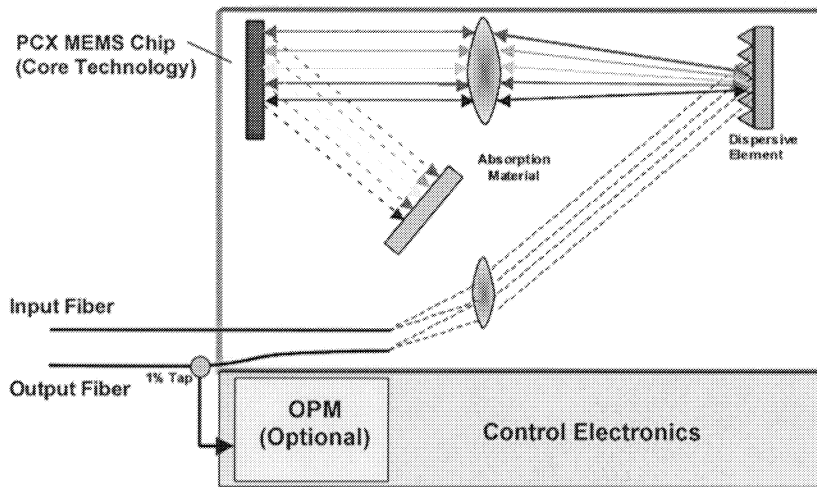 PCX MEMS Chip
(Core Technology)
Dispersive
Element
Absorption
Material
Input Fiber
Output Fiber
1% Tap
OPM
(Optional)
Control Electronics